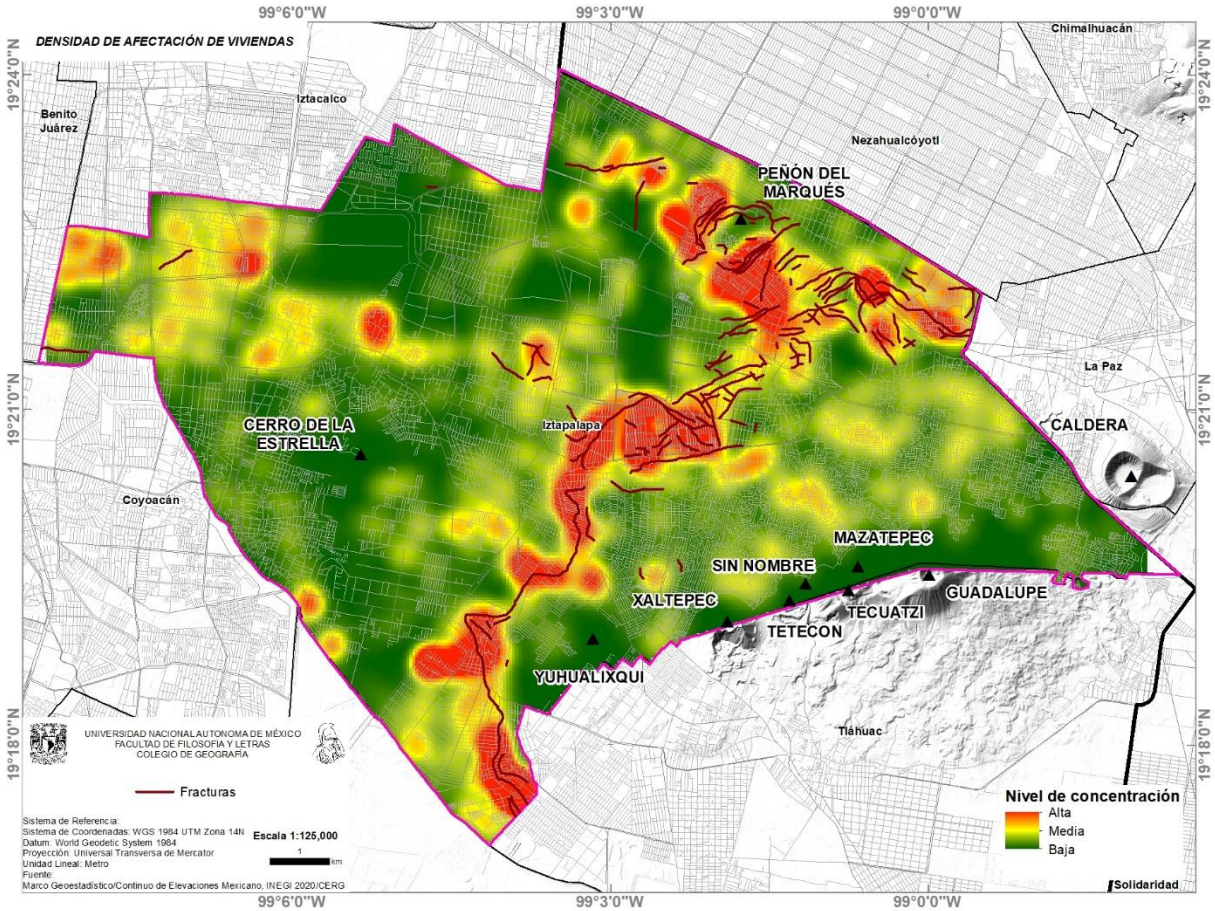 99°6'0"W
99°3'0"W
99°0'0"W
DENSIDAD DE AFECTACIÓN DE VIVIENDAS
Chimalhuacán
19°24'0"N
19°24'0"N
Iztacalco
Benito
Juárez
Nezahualcóyotl
PEÑÓN DEL
MARQUÉS
La Paz
19°21'0"N
19°21'0"N
CERRO DE LA
ESTRELLA
Iztapalapa
CALDERA
Coyoacán
MAZATEPEC
SIN NOMBRE
XALTEPEC
GUADALUPE
TECUATZI
TETECON
YUHUALIXQUI
19°18'0"N
19°18'0"N
Tláhuac
UNIVERSIDAD NACIONAL AUTONOMA DE MÉXICO
FACULTAD DE FILOSOFIA Y LETRAS
COLEGIO DE GEOGRAFÍA
Fracturas
Nivel de concentración
Alta
Media
Baja
Sistema de Referencia:
Sistema de Coordenadas: WGS 1984 UTM Zona 14N
Datum: World Geodetic System 1984
Proyección: Universal Transversa de Mercator
Unidad Lineal: Metro
Fuente:
Marco Geoestadístico/Continuo de Elevaciones Mexicano, INEGI 2020/CERG
Escala 1:125,000
1
km
Solidaridad
99°6'0"W
99°3'0"W
99°0'0"W